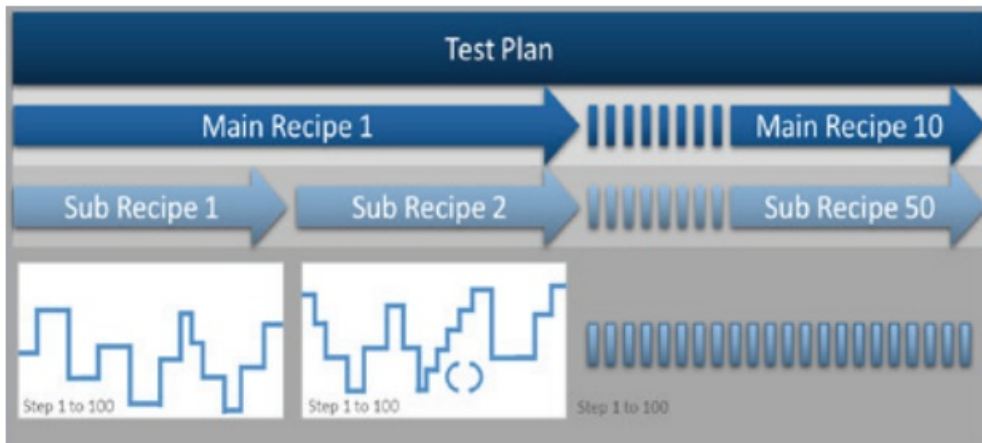 Test Plan
Main Recipe 1
Main Recipe 10
Sub Recipe 1
Sub Recipe 2
Sub Recipe 50
Step 1 to 100
Step 1 to 100
Step 1 to 100